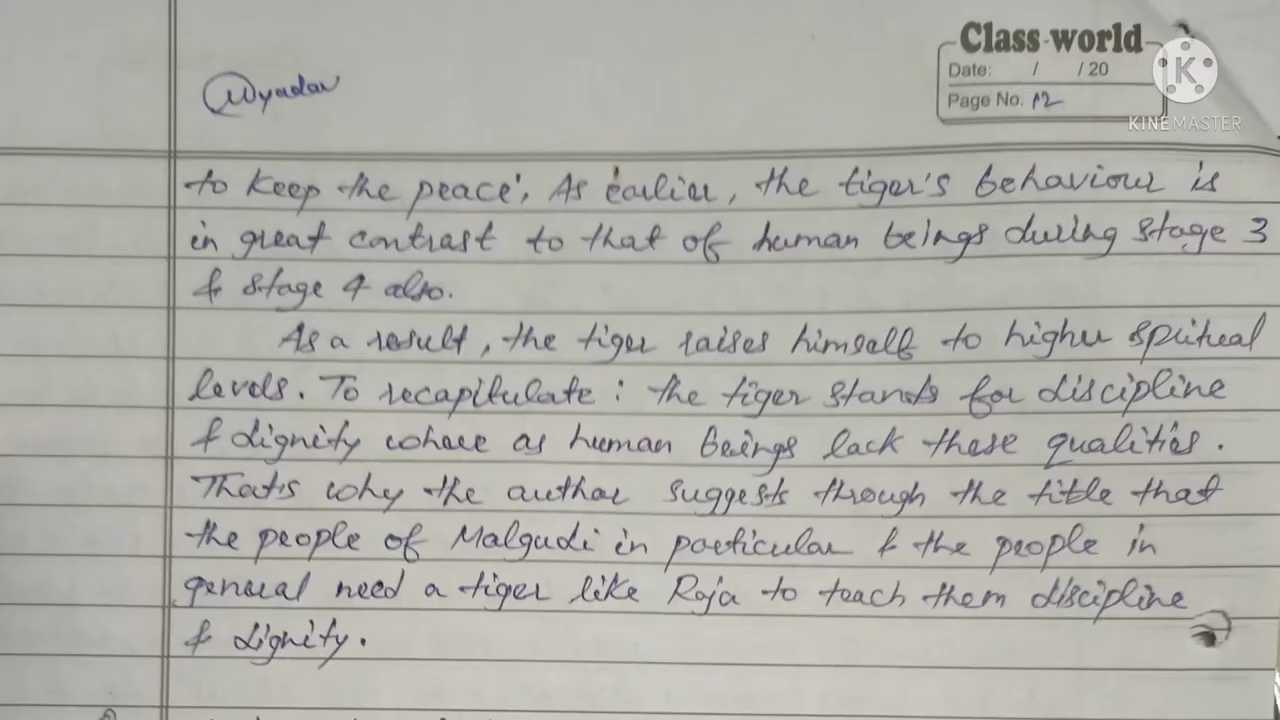 Class world
Date: / / 20
Page No. 12
KINEMASTER
to keep the peace'. As earlier, the tiger's behaviour is
in great contrast to that of human beings during stage 3
& stage 4 also.
As a result, the tiger raises himself to higher spiritual
levels. To recapitulate : the tiger stands for discipline
& dignity where as human beings lack these qualities.
That's why the author suggests through the title that
the people of Malgudi in particular & the people in
general need a tiger like Raja to teach them discipline
& dignity.